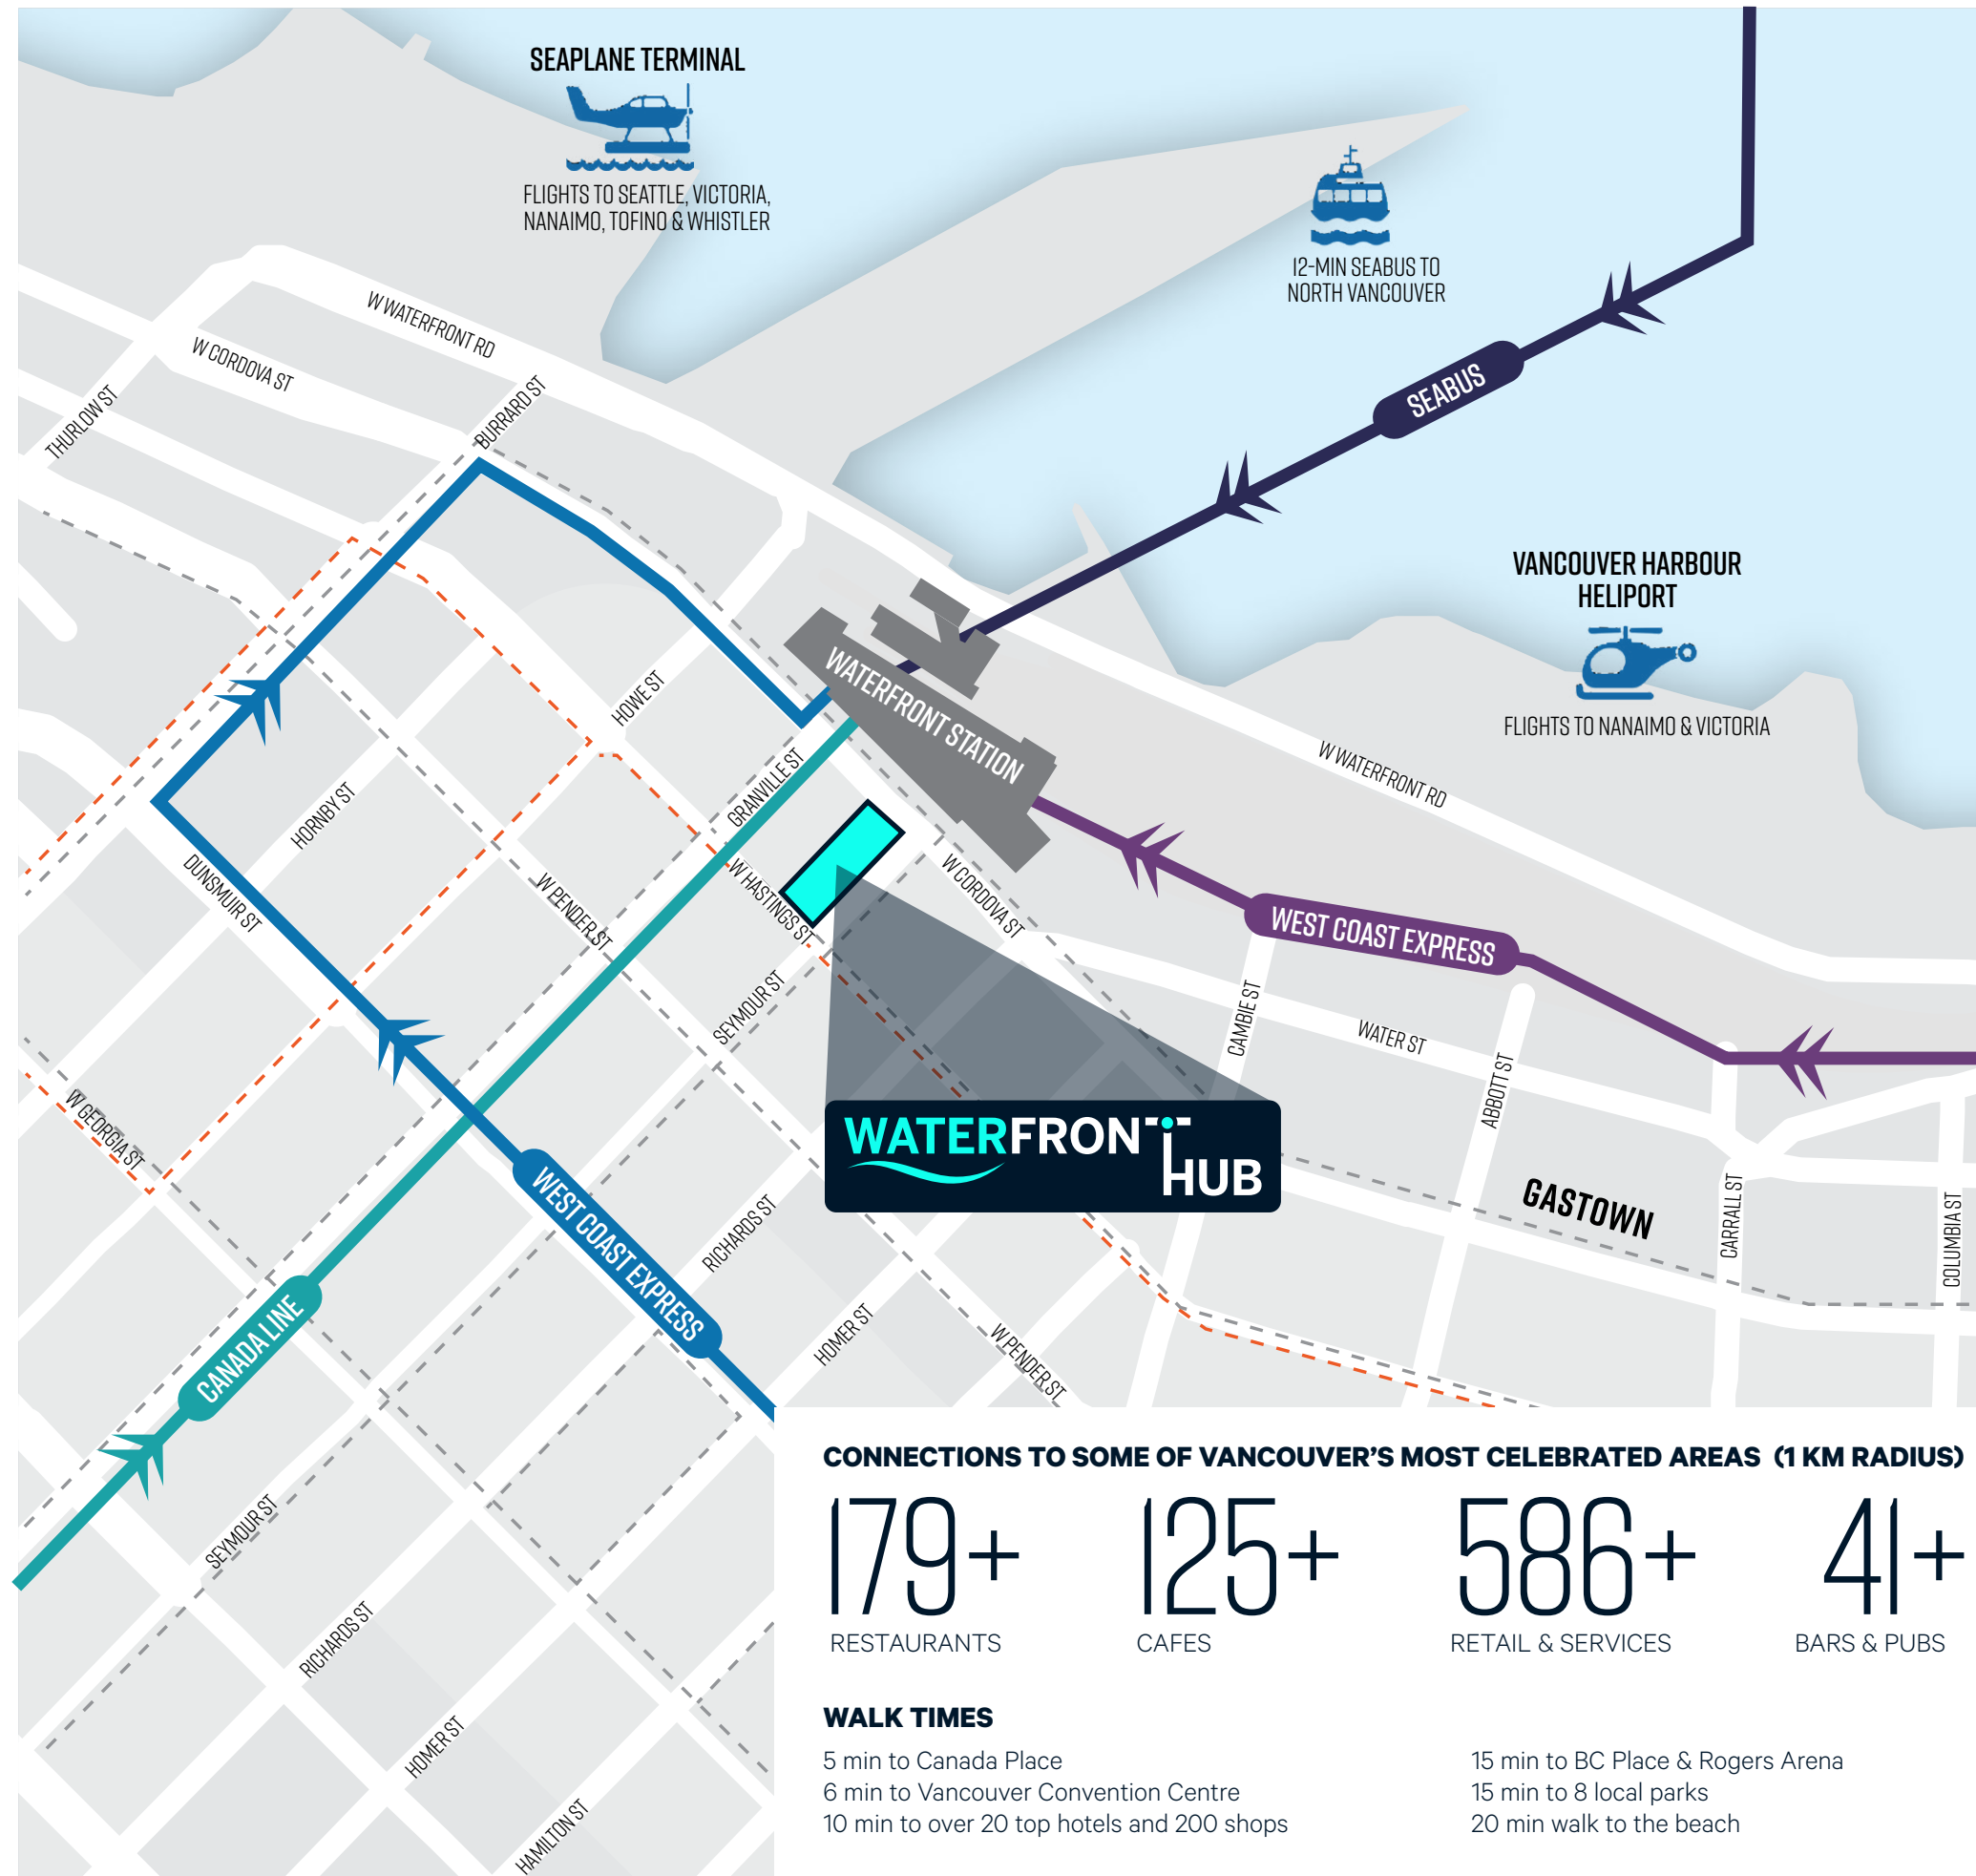 SEAPLANE TERMINAL
FLIGHTS TO SEATTLE, VICTORIA,
NANAIMO, TOFINO & WHISTLER
12-MIN SEABUS TO
NORTH VANCOUVER
W WATERFRONT RD
W CORDOVA ST
THURLOW ST
BURRARD ST
SEABUS
VANCOUVER HARBOUR
HELIPORT
FLIGHTS TO NANAIMO & VICTORIA
WATERFRONT STATION
HOWE ST
GRANVILLE ST
HORNBY ST
W WATERFRONT RD
DUNSMUIR ST
W PENDER ST
W HASTINGS ST
W CORDOVA ST
WEST COAST EXPRESS
SEYMOUR ST
CAMBIE ST
WATER ST
ABBOTT ST
W GEORGIA ST
WATERFRONT
HUB
GASTOWN
CARRALL ST
COLUMBIA ST
WEST COAST EXPRESS
RICHARDS ST
HOMER ST
W PENDER ST
CANADA LINE
SEYMOUR ST
RICHARDS ST
HOMER ST
HAMILTON ST
CONNECTIONS TO SOME OF VANCOUVER'S MOST CELEBRATED AREAS (1 KM RADIUS)
179+ 125+ 586+ 41+
RESTAURANTS CAFES RETAIL & SERVICES BARS & PUBS
WALK TIMES
5 min to Canada Place
6 min to Vancouver Convention Centre
10 min to over 20 top hotels and 200 shops
15 min to BC Place & Rogers Arena
15 min to 8 local parks
20 min walk to the beach